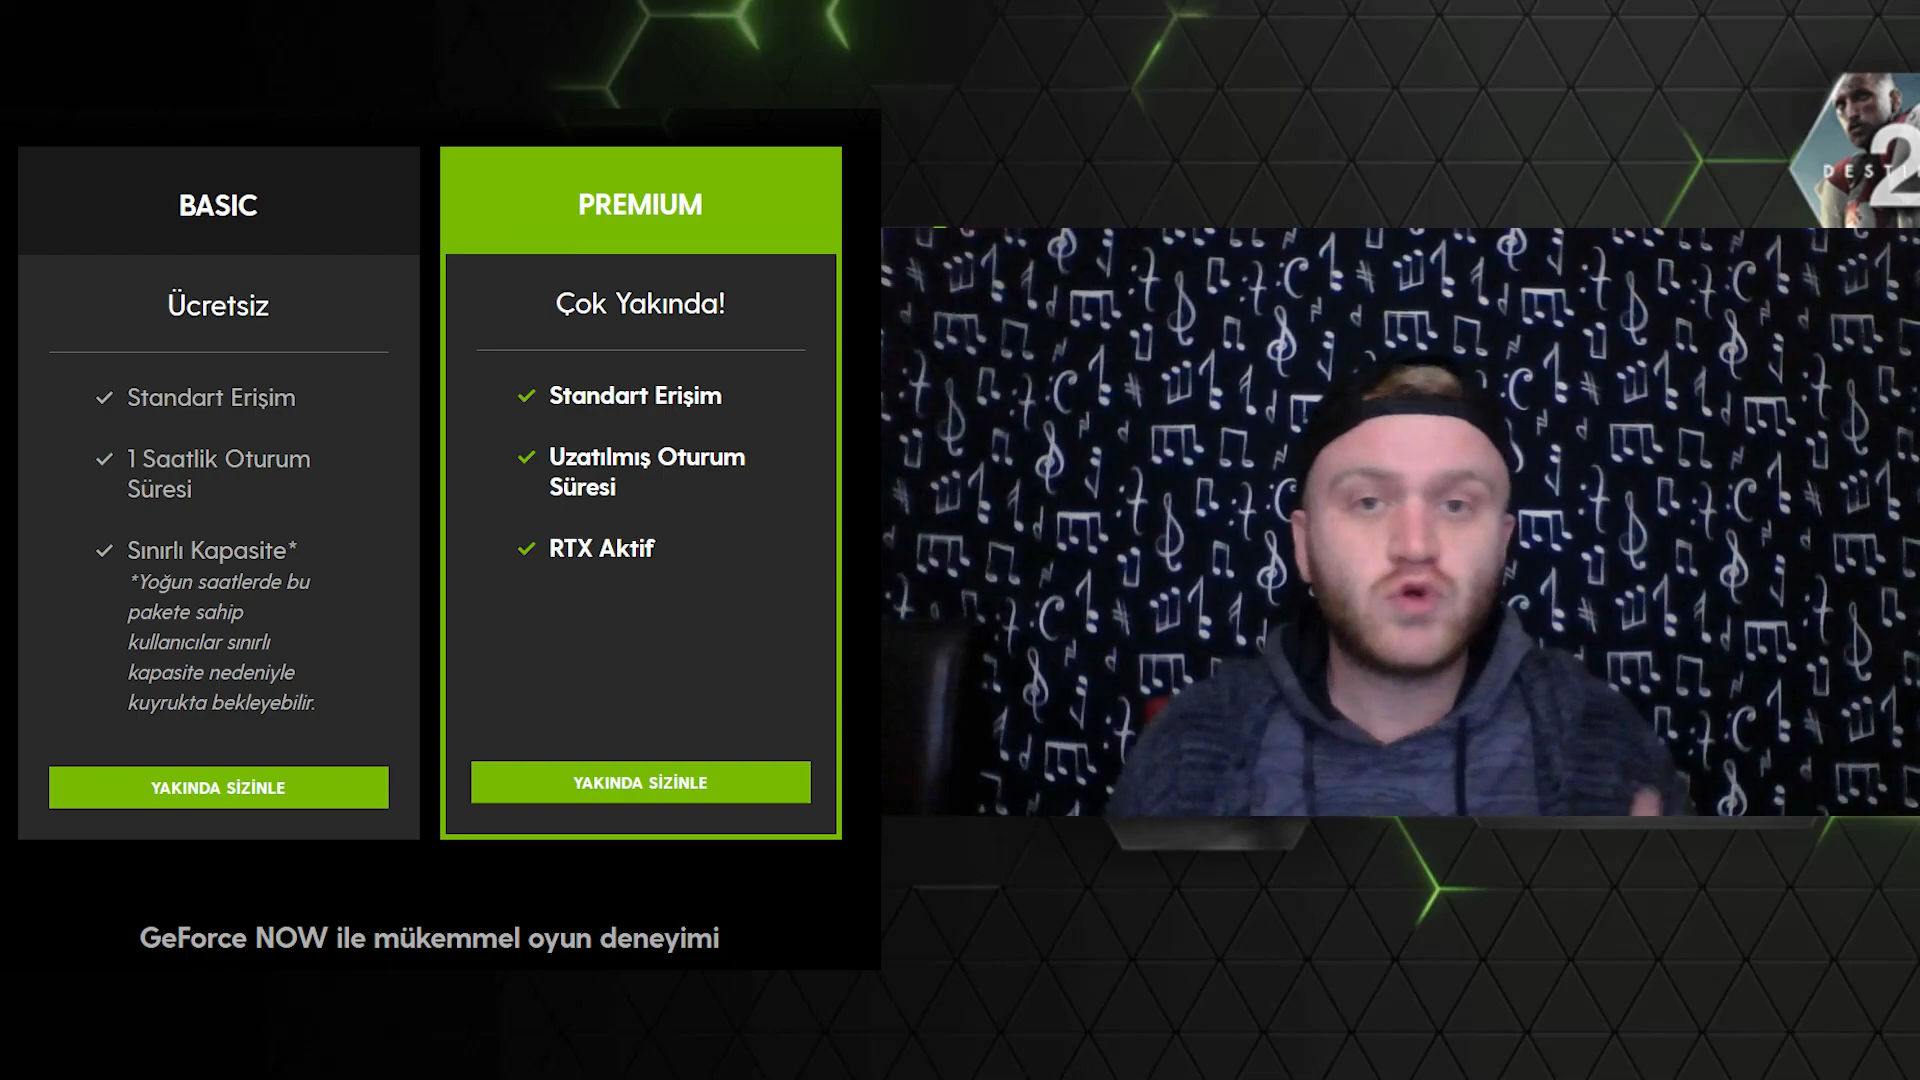 BASIC
Ücretsiz
Standart Erişim
1 Saatlik Oturum
Süresi
Sınırlı Kapasite*
*Yoğun saatlerde bu
pakete sahip
kullanıcılar sınırlı
kapasite nedeniyle
kuyrukta bekleyebilir.
YAKINDA SİZİNLE
PREMIUM
Çok Yakında!
Standart Erişim
Uzatılmış Oturum
Süresi
RTX Aktif
YAKINDA SİZİNLE
GeForce NOW ile mükemmel oyun deneyimi
2